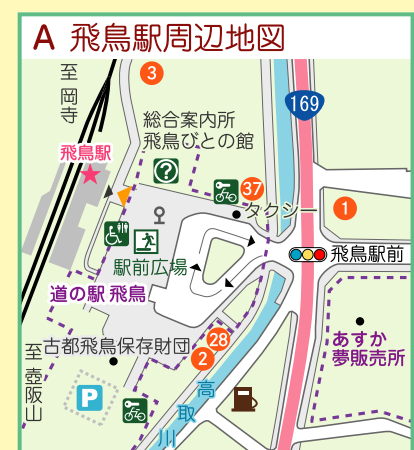 A 飛鳥駅周辺地図
至 岡寺
3
169
総合案内所
飛鳥びとの館
飛鳥駅
?
37
タクシー
1
駅前広場
飛鳥駅前
道の駅 飛鳥
あすか
夢販売所
28
古都飛鳥保存財団
2
至 壺阪山
P
高取川